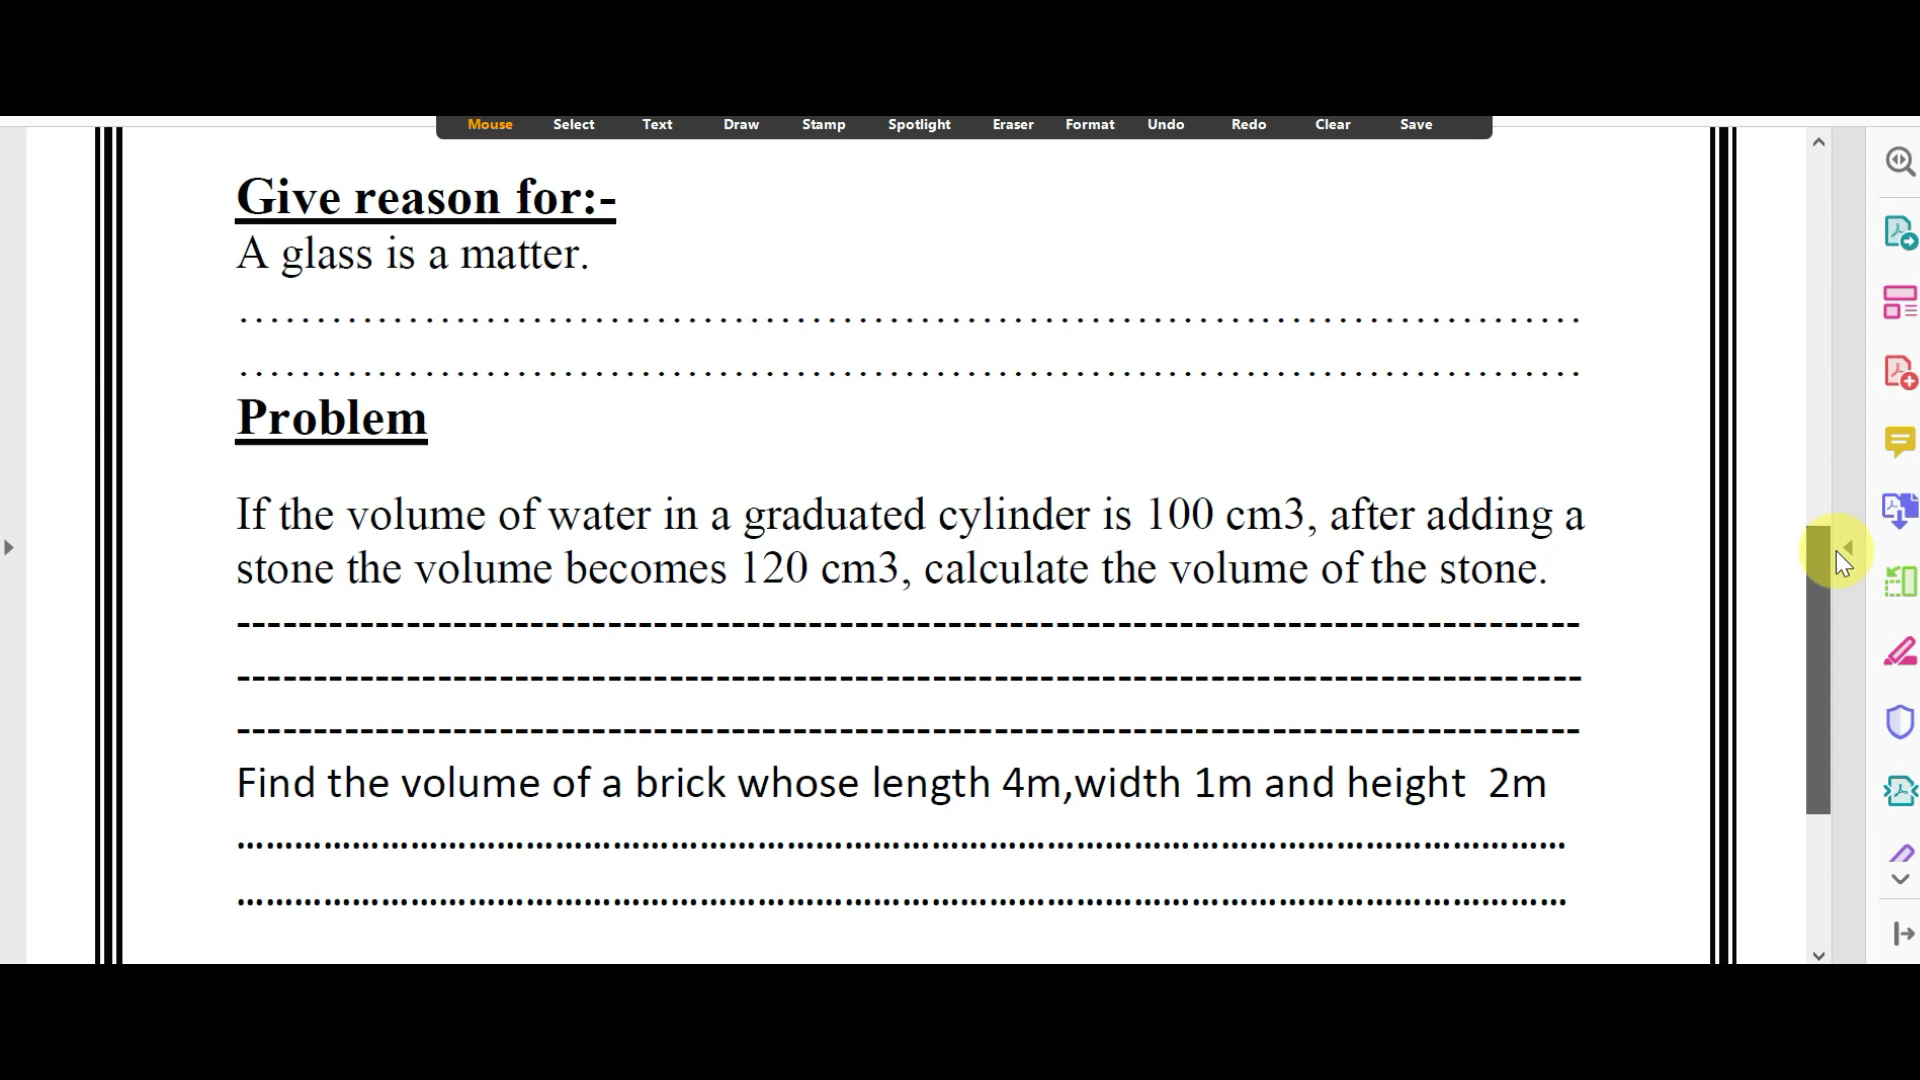 Mouse Select Text Draw Stamp Spotlight Eraser Format Undo Redo Clear Save
Give reason for:-
A glass is a matter.
Problem
If the volume of water in a graduated cylinder is 100 cm3, after adding a
stone the volume becomes 120 cm3, calculate the volume of the stone.
Find the volume of a brick whose length 4m,width 1m and height 2m